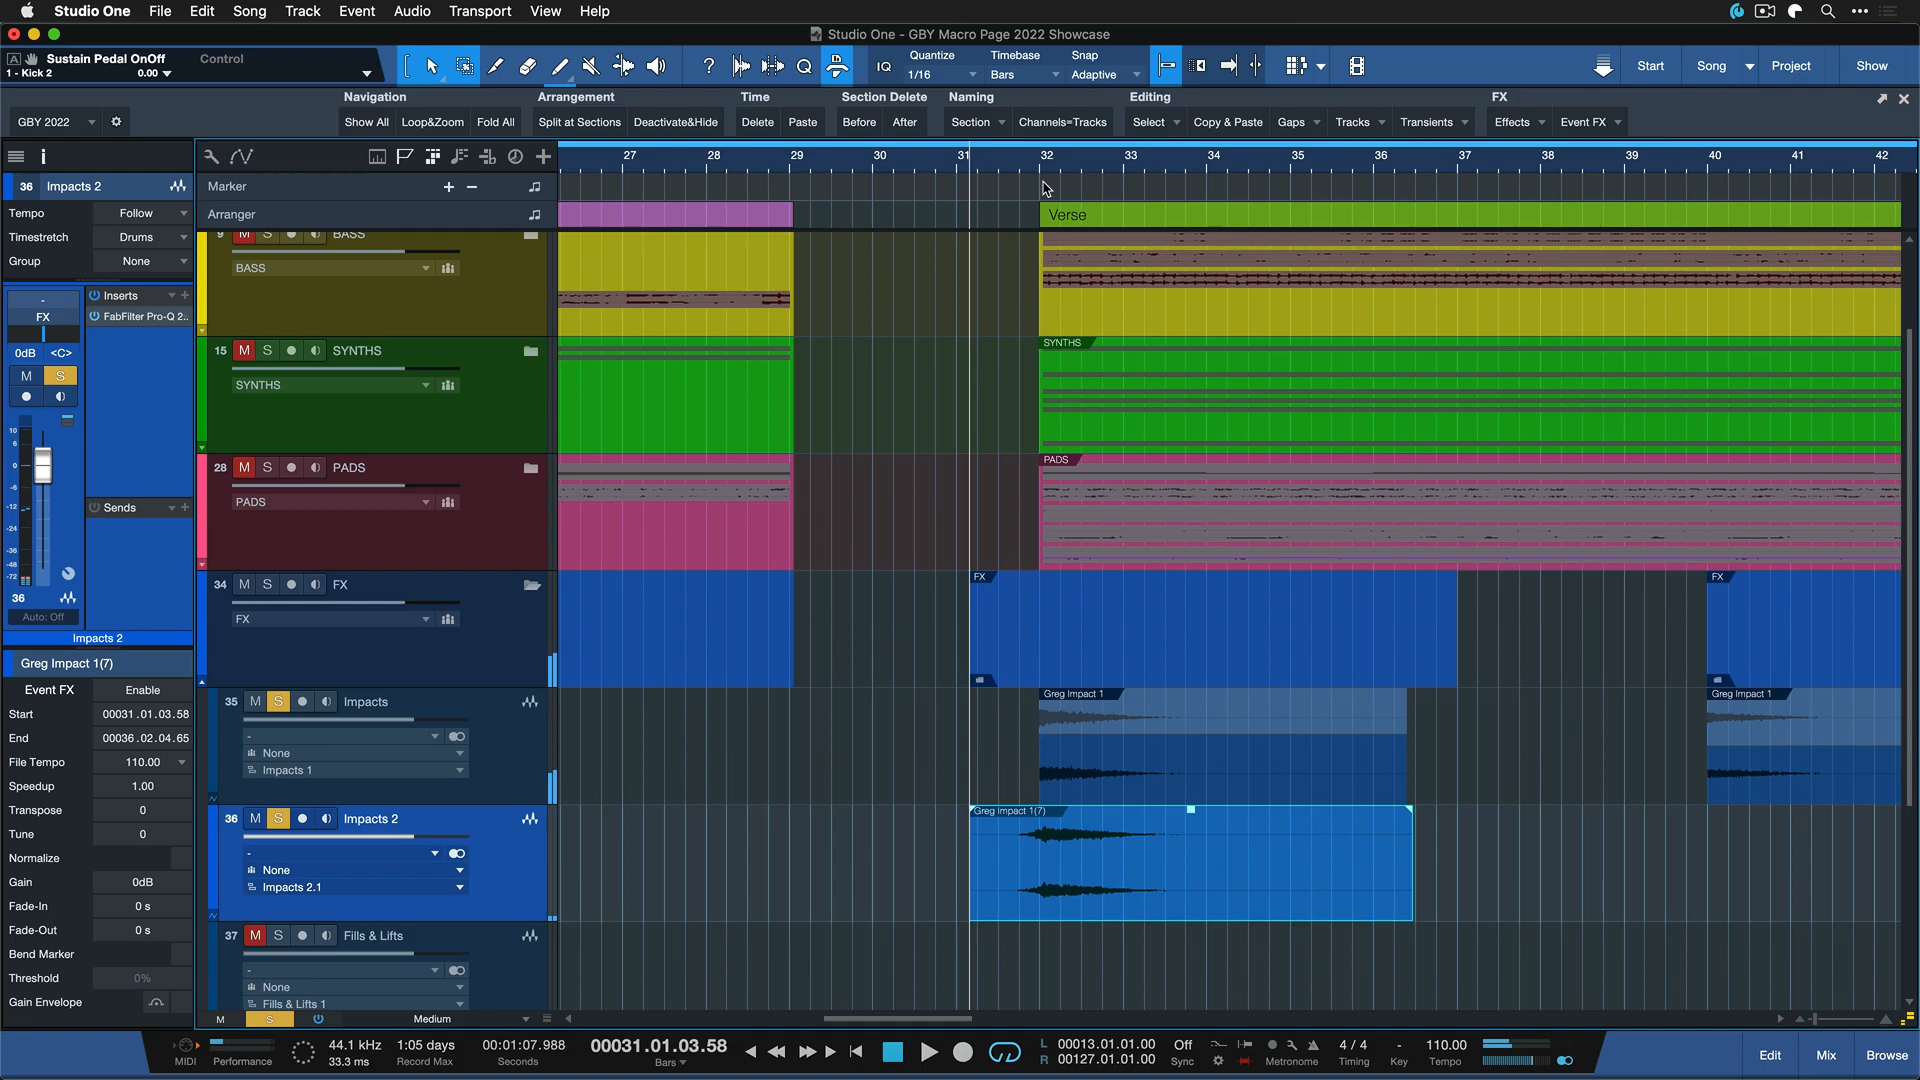 Studio One File Edit Song Track Event Audio Transport View Help
Studio One - GBY Macro Page 2022 Showcase
Sustain Pedal OnOff Control
1 - Kick 2 0.00
Quantize Timebase Snap
IQ 1/16 Bars Adaptive
Start Song Project Show
Navigation Arrangement Time Section Delete Naming Editing FX
GBY 2022 Show All Loop&Zoom Fold All Split at Sections Deactivate&Hide Delete Paste Before After Section Channels=Tracks Select Copy & Paste Gaps Tracks Transients Effects Event FX
27 28 29 30 31 32 33 34 35 36 37 38 39 40 41 42
36 Impacts 2
Marker
Tempo Follow
Arranger
Verse
Timestretch Drums
Group None
9 M S BASS
BASS
Inserts
FX
FabFilter Pro-Q 2..
0dB <C>
M S
15 M S SYNTHS
SYNTHS
SYNTHS
28 M S PADS
PADS
PADS
10
6
0
-6
-12
-24
-36
-48
-72
Sends
36
Auto: Off
Impacts 2
34 M S FX
FX
FX
FX
Greg Impact 1(7)
Event FX Enable
Start 00031.01.03.58
End 00036.02.04.65
File Tempo 110.00
Speedup 1.00
Transpose 0
Tune 0
Normalize
Gain 0dB
Fade-In 0 s
Fade-Out 0 s
Bend Marker
Threshold 0%
Gain Envelope
35 M S Impacts
-
None
Impacts 1
Greg Impact 1
Greg Impact 1
36 M S Impacts 2
-
None
Impacts 2.1
Greg Impact 1(7)
37 M S Fills & Lifts
-
None
Fills & Lifts 1
M S Medium
MIDI Performance
44.1 kHz
33.3 ms
1:05 days
Record Max
00:01:07.988
Seconds
00031.01.03.58
Bars
L 00013.01.01.00
R 00127.01.01.00
Off
Sync
Metronome
4 / 4
Timing
-
Key
110.00
Tempo
Edit Mix Browse